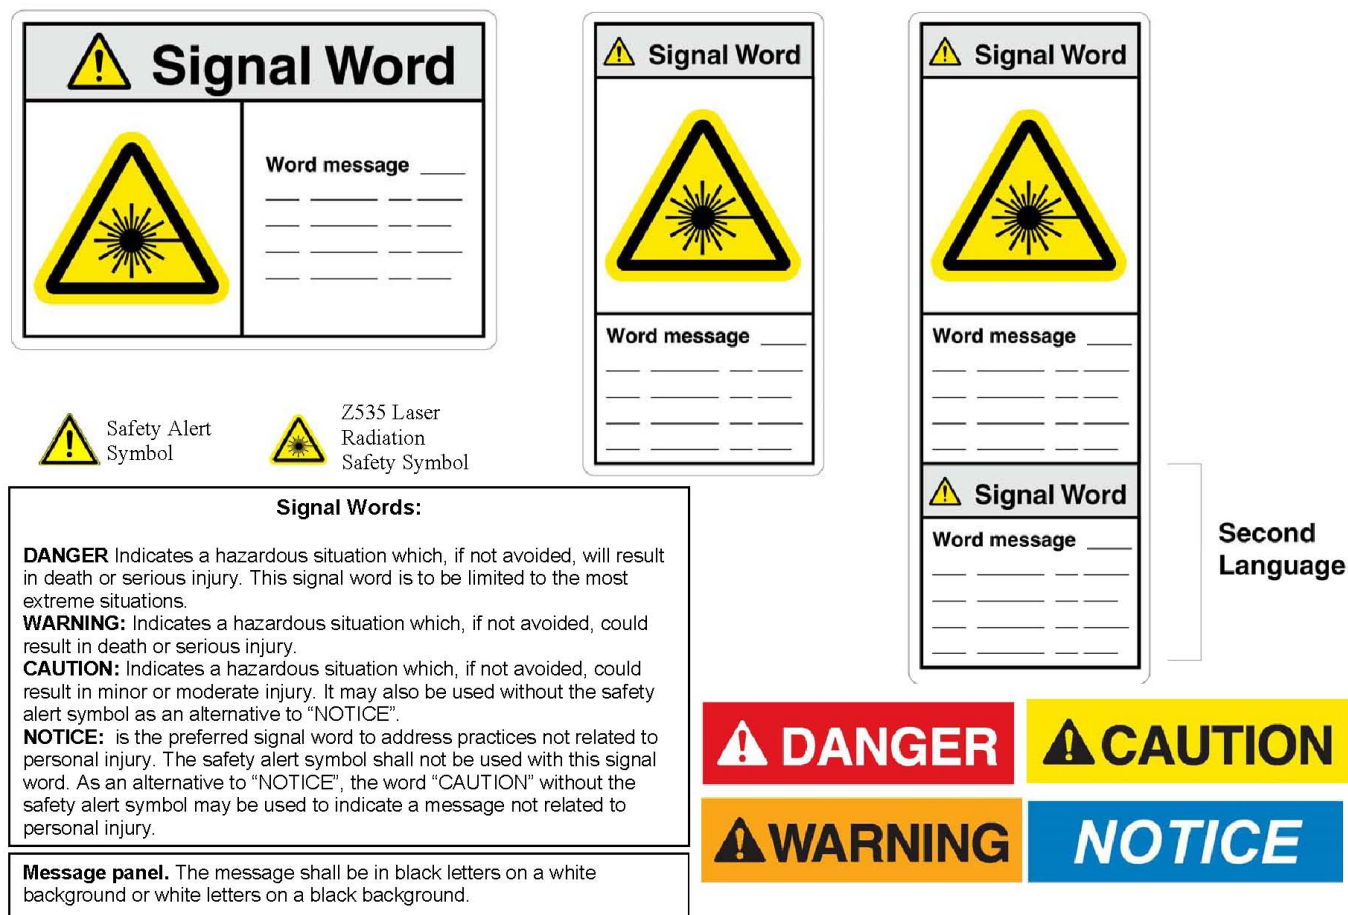 Signal Word
Word message
Signal Word
Word message
Signal Word
Word message
Signal Word
Word message
Second
Language
Safety Alert
Symbol
Z535 Laser
Radiation
Safety Symbol
Signal Words:
DANGER Indicates a hazardous situation which, if not avoided, will result
in death or serious injury. This signal word is to be limited to the most
extreme situations.
WARNING: Indicates a hazardous situation which, if not avoided, could
result in death or serious injury.
CAUTION: Indicates a hazardous situation which, if not avoided, could
result in minor or moderate injury. It may also be used without the safety
alert symbol as an alternative to “NOTICE”.
NOTICE: is the preferred signal word to address practices not related to
personal injury. The safety alert symbol shall not be used with this signal
word. As an alternative to “NOTICE”, the word “CAUTION” without the
safety alert symbol may be used to indicate a message not related to
personal injury.
Message panel. The message shall be in black letters on a white
background or white letters on a black background.
DANGER
CAUTION
WARNING
NOTICE